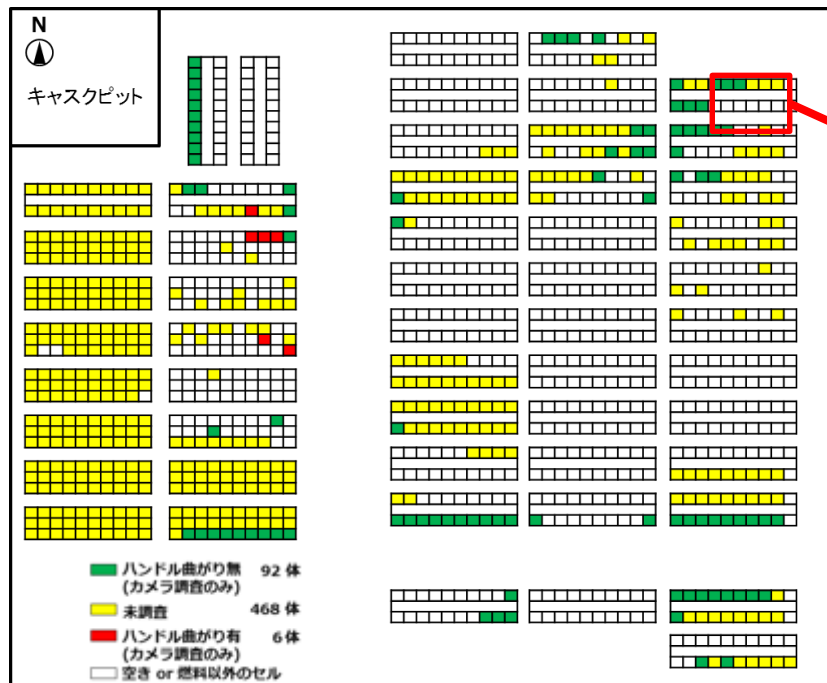 N
キャスクピット
ハンドル曲がり無 92 体
(カメラ調査のみ)
未調査 468 体
ハンドル曲がり有 6 体
(カメラ調査のみ)
空き or 燃料以外のセル